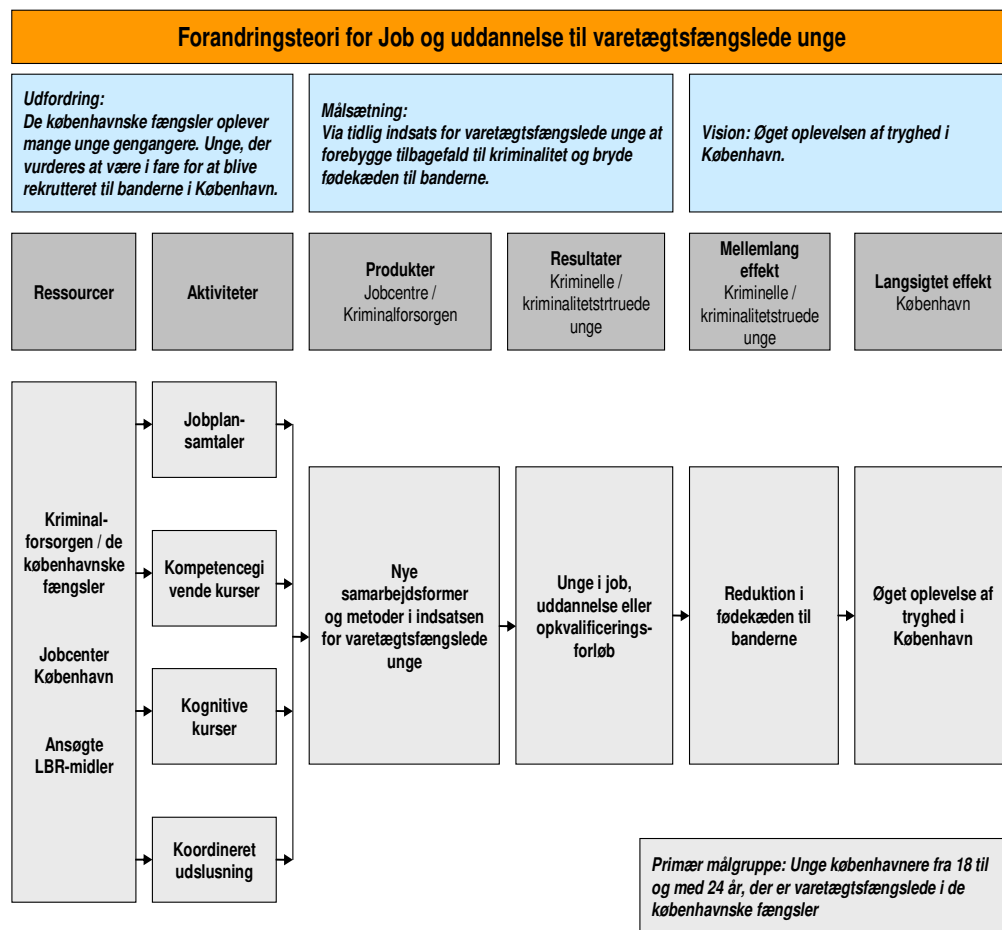 Forandringsteori for Job og uddannelse til varetægtsfængslede unge
Udfordring:
De københavnske fængsler oplever
mange unge gengangere. Unge, der
vurderes at være i fare for at blive
rekrutteret til banderne i København.
Målsætning:
Via tidlig indsats for varetægtsfængslede unge at
forebygge tilbagefald til kriminalitet og bryde
fødekæden til banderne.
Vision: Øget oplevelsen af tryghed i
København.
Ressourcer
Aktiviteter
Produkter
Jobcentre /
Kriminalforsorgen
Resultater
Kriminelle /
kriminalitetstrtruede
unge
Mellemlang
effekt
Kriminelle /
kriminalitetstruede
unge
Langsigtet effekt
København
Kriminal-
forsorgen / de
københavnske
fængsler
Jobcenter
København
Ansøgte
LBR-midler
Jobplan-
samtaler
Kompetencegi
vende kurser
Kognitive
kurser
Koordineret
udslusning
Nye
samarbejdsformer
og metoder i indsatsen
for varetægtsfængslede
unge
Unge i job,
uddannelse eller
opkvalificerings-
forløb
Reduktion i
fødekæden til
banderne
Øget oplevelse af
tryghed i
København
Primær målgruppe: Unge københavnere fra 18 til
og med 24 år, der er varetægtsfængslede i de
københavnske fængsler